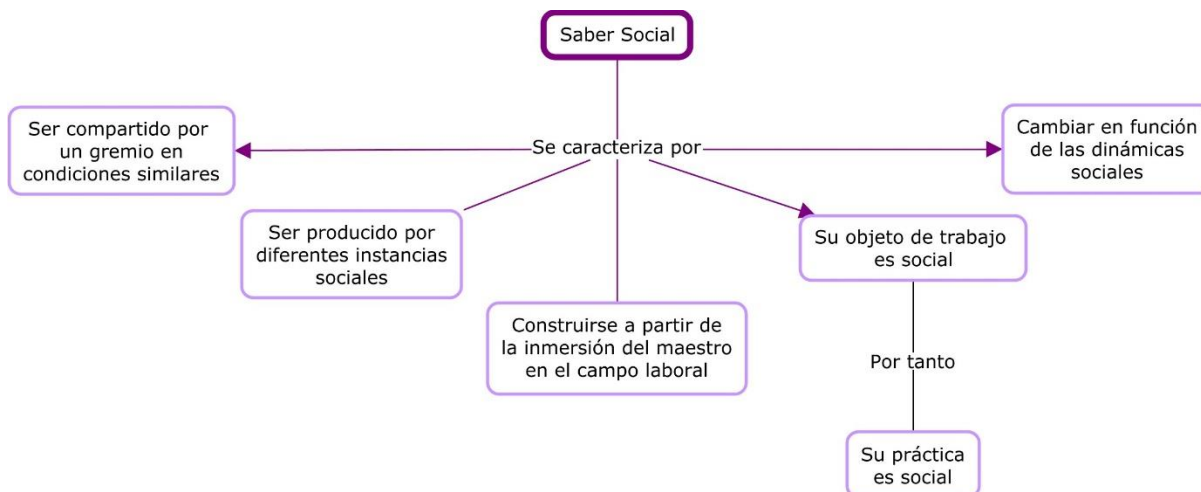 Saber Social
Se caracteriza por
Ser compartido por
un gremio en
condiciones similares
Ser producido por
diferentes instancias
sociales
Construirse a partir de
la inmersión del maestro
en el campo laboral
Su objeto de trabajo
es social
Cambiar en función
de las dinámicas
sociales
Por tanto
Su práctica
es social